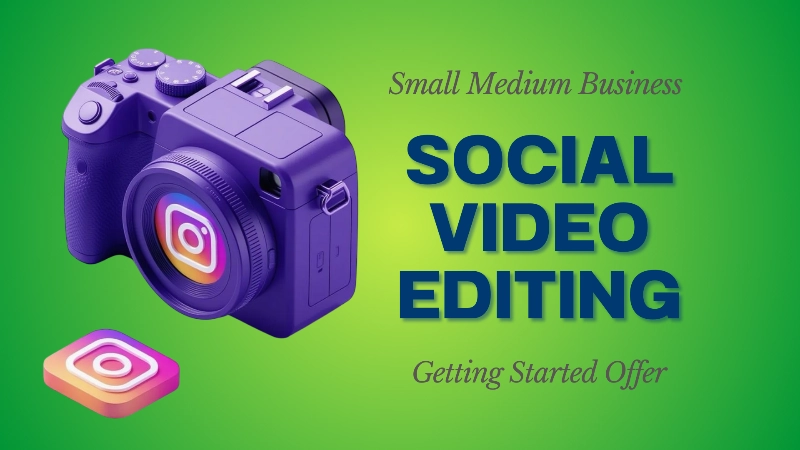 Small Medium Business
SOCIAL
VIDEO
EDITING
Getting Started Offer